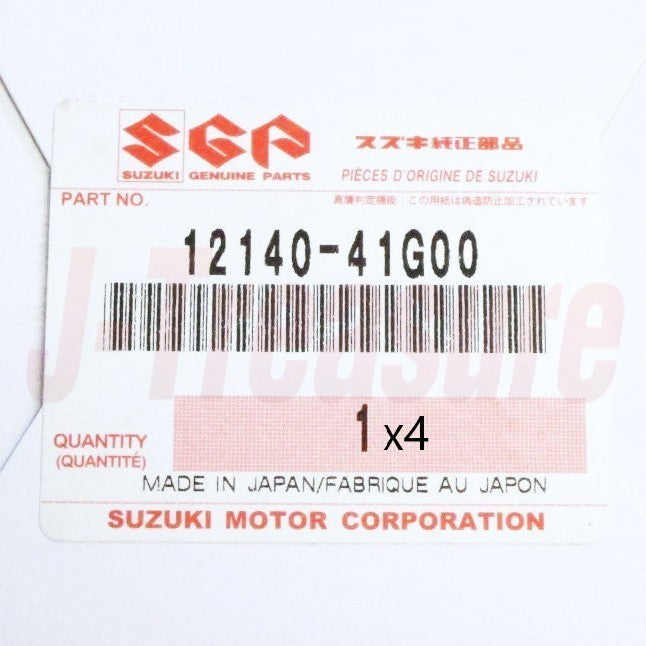 SGP スズキ純正部品
SUZUKI GENUINE PARTS PIÈCES D'ORIGINE DE SUZUKI
PART NO. 真贋判定機能：この用紙は偽造防止加工されています
12140-41G00
J-Treasure
1 x4
QUANTITY
(QUANTITÉ)
MADE IN JAPAN/FABRIQUE AU JAPON
SUZUKI MOTOR CORPORATION